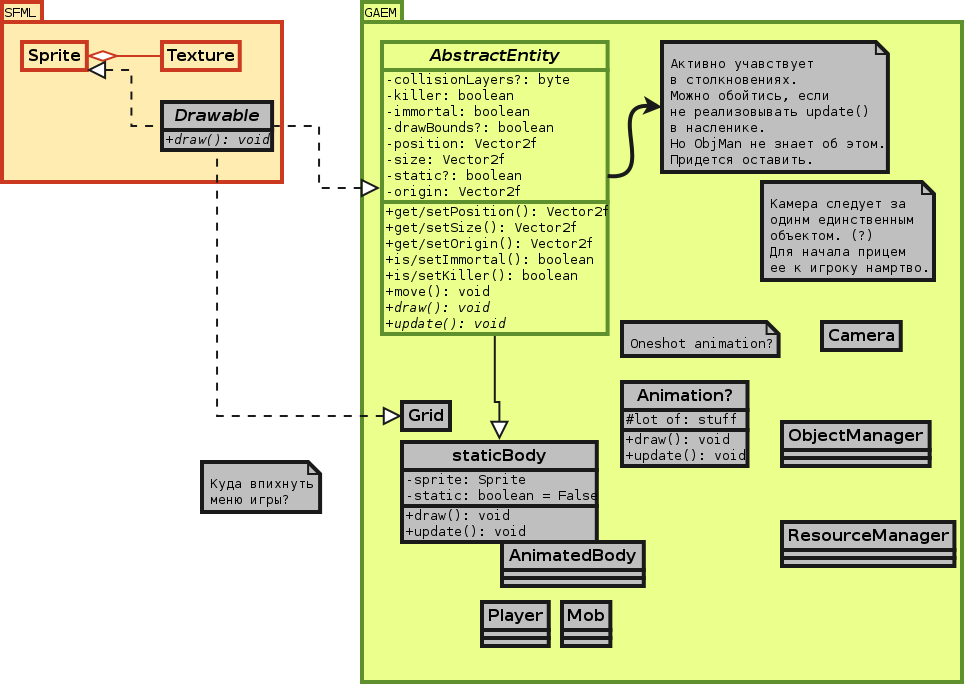 SFML
Sprite
Texture
Drawable
+draw(): void
GAEM
AbstractEntity
-collisionLayers?: byte
-killer: boolean
-immortal: boolean
-drawBounds?: boolean
-position: Vector2f
-size: Vector2f
-static?: boolean
-origin: Vector2f
+get/setPosition(): Vector2f
+get/setSize(): Vector2f
+get/setOrigin(): Vector2f
+is/setImmortal(): boolean
+is/setKiller(): boolean
+move(): void
+draw(): void
+update(): void
Активно учавствует
в столкновениях.
Можно обойтись, если
не реализовывать update()
в насленике.
Но ObjMan не знает об этом.
Придется оставить.
Камера следует за
одинм единственным
объектом. (?)
Для начала прицем
ее к игроку намртво.
Oneshot animation?
Camera
Animation?
#lot of: stuff
+draw(): void
+update(): void
Grid
ObjectManager
staticBody
-sprite: Sprite
-static: boolean = False
+draw(): void
+update(): void
Куда впихнуть
меню игры?
ResourceManager
AnimatedBody
Player
Mob